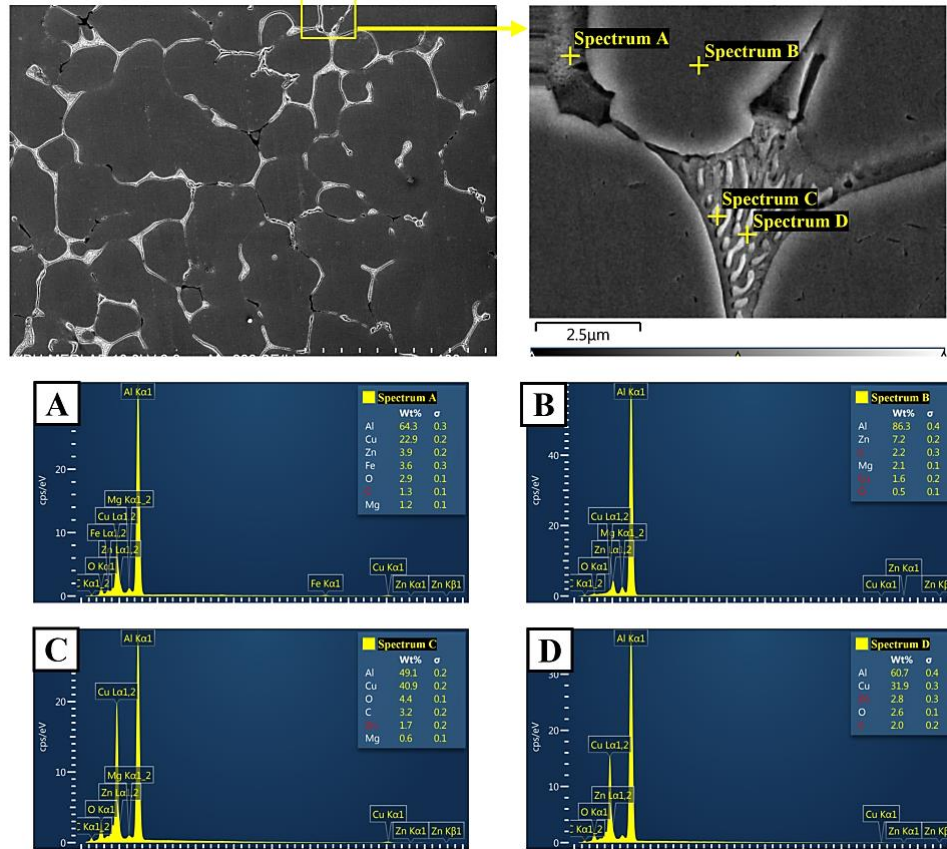 Spectrum A
Spectrum B
Spectrum C
Spectrum D
2.5μm
A
Al Kα1
Spectrum A
Wt% σ
Al 64.3 0.3
Cu 22.9 0.2
Zn 3.9 0.2
Fe 3.6 0.3
O 2.9 0.1
1.3 0.1
Mg 1.2 0.1
cps/eV
20
10
0
Mg Kα1_2
Cu Lα1,2
Fe Lα1,2
Zn Lα1,2
O Kα1
C Kα1_2
Fe Kα1
Cu Kα1
Zn Kα1
Zn Kβ1
B
Al Kα1
Spectrum B
Wt% σ
Al 86.3 0.4
Zn 7.2 0.2
2.2 0.3
Mg 2.1 0.1
1.6 0.2
0.5 0.1
cps/eV
40
20
0
Cu Lα1,2
Mg Kα1_2
Zn Lα1,2
O Kα1
Kα1_2
Cu Kα1
Zn Kα1
C
Al Kα1
Spectrum C
Wt% σ
Al 49.1 0.2
Cu 40.9 0.2
O 4.4 0.1
C 3.2 0.2
1.7 0.2
Mg 0.6 0.1
cps/eV
20
10
0
Cu Lα1,2
Mg Kα1_2
Zn Lα1,2
O Kα1
Kα1_2
Cu Kα1
Zn Kα1
Zn Kβ1
D
Al Kα1
Spectrum D
Wt% σ
Al 60.7 0.4
Cu 31.9 0.3
2.8 0.3
O 2.6 0.1
2.0 0.2
cps/eV
30
20
10
0
Cu Lα1,2
Zn Lα1,2
O Kα1
Kα1_2
Cu Kα1
Zn Kα1